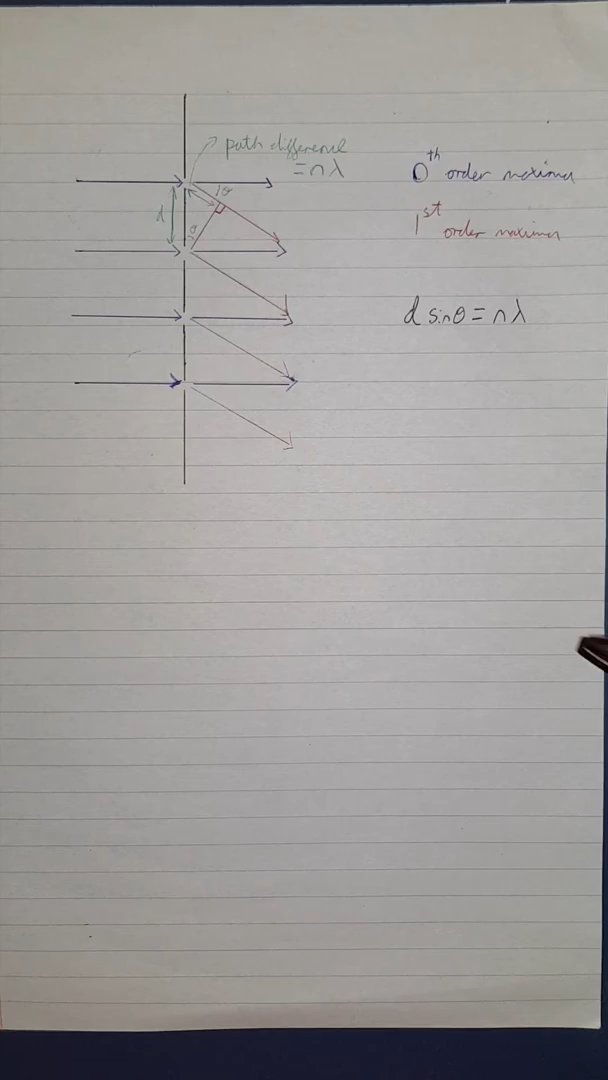 path difference
= nλ
0th order maxima
θ
d
1st order maxima
θ
d sinθ = nλ